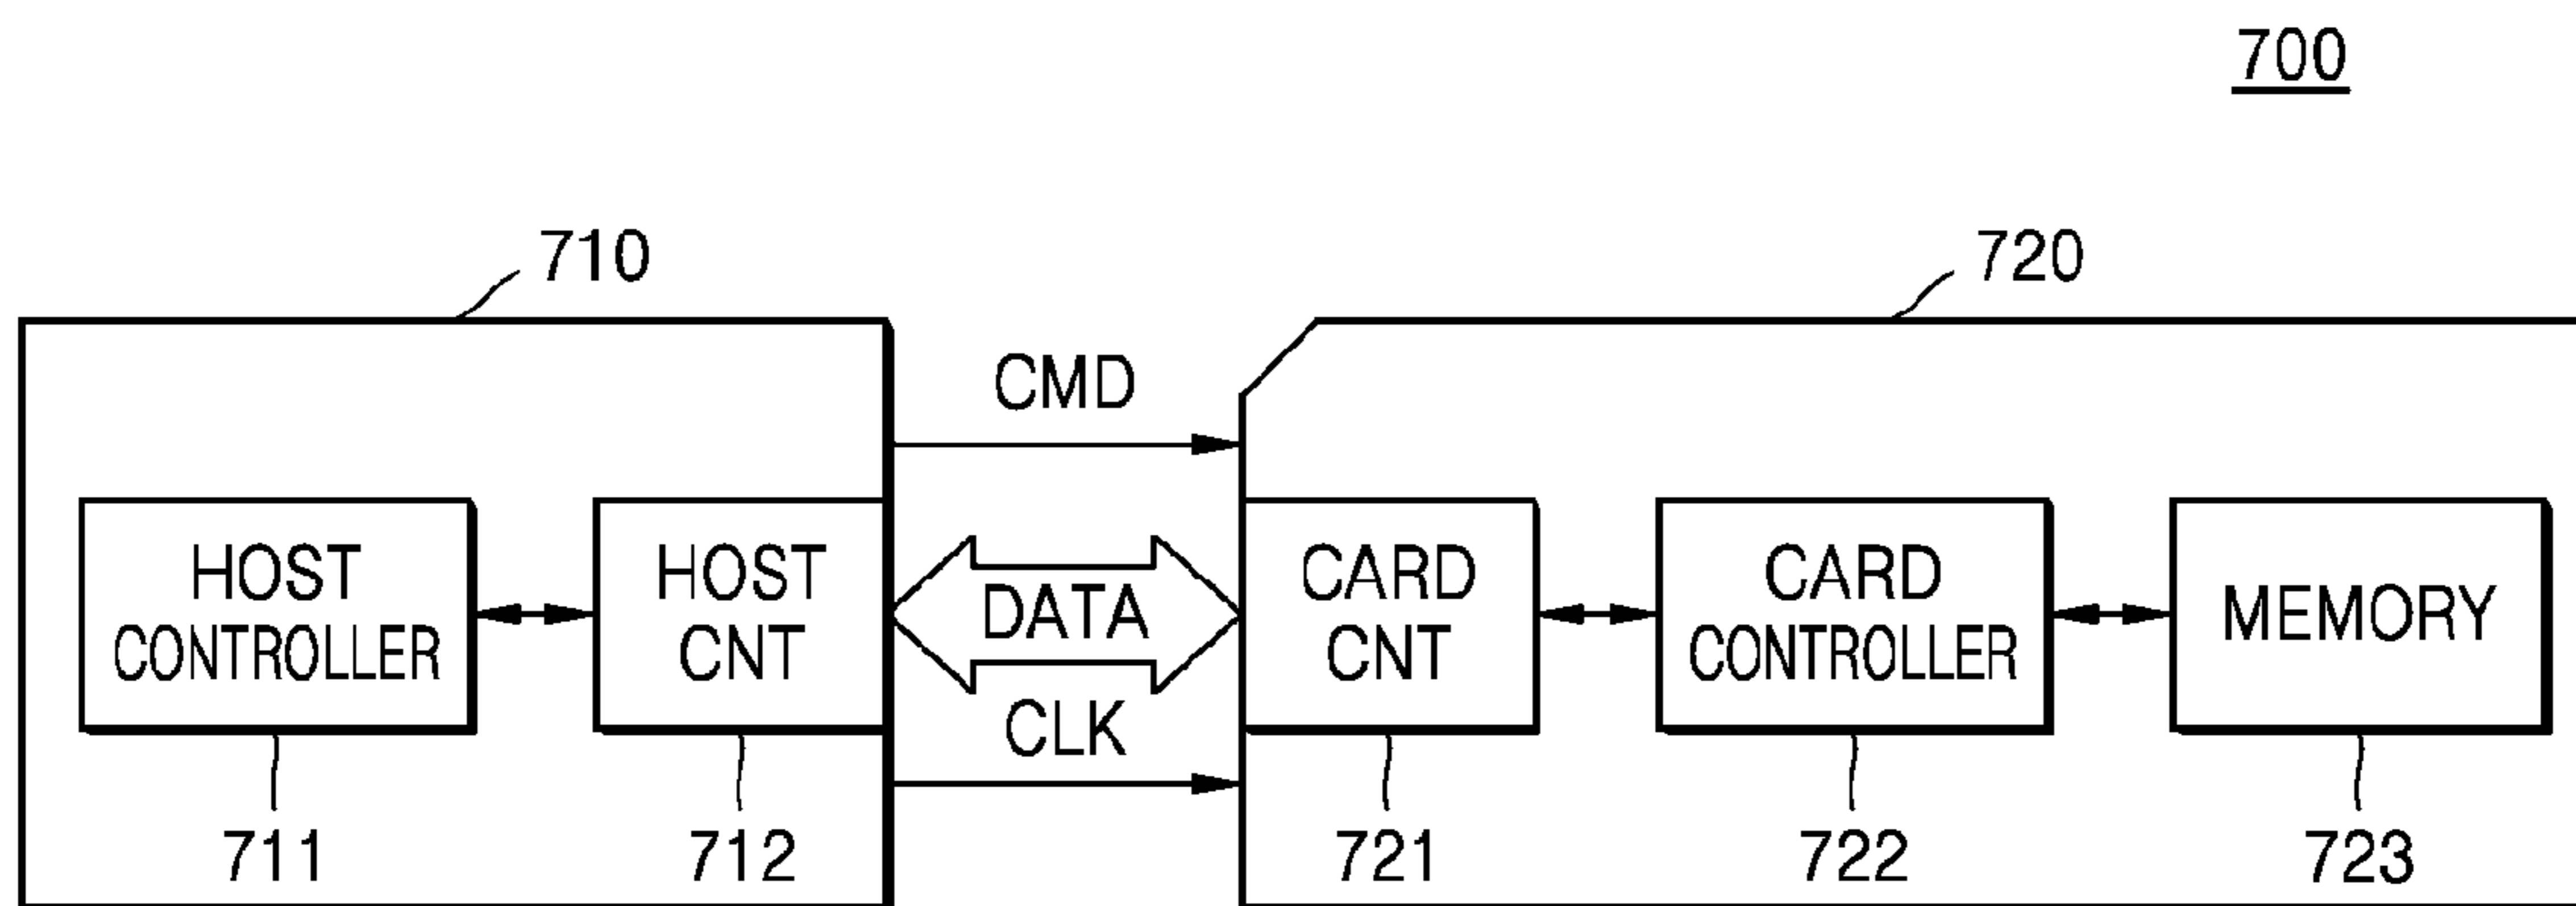 700
710
720
CMD
HOST
CONTROLLER
HOST
CNT
DATA
CARD
CNT
CARD
CONTROLLER
MEMORY
CLK
711
712
721
722
723